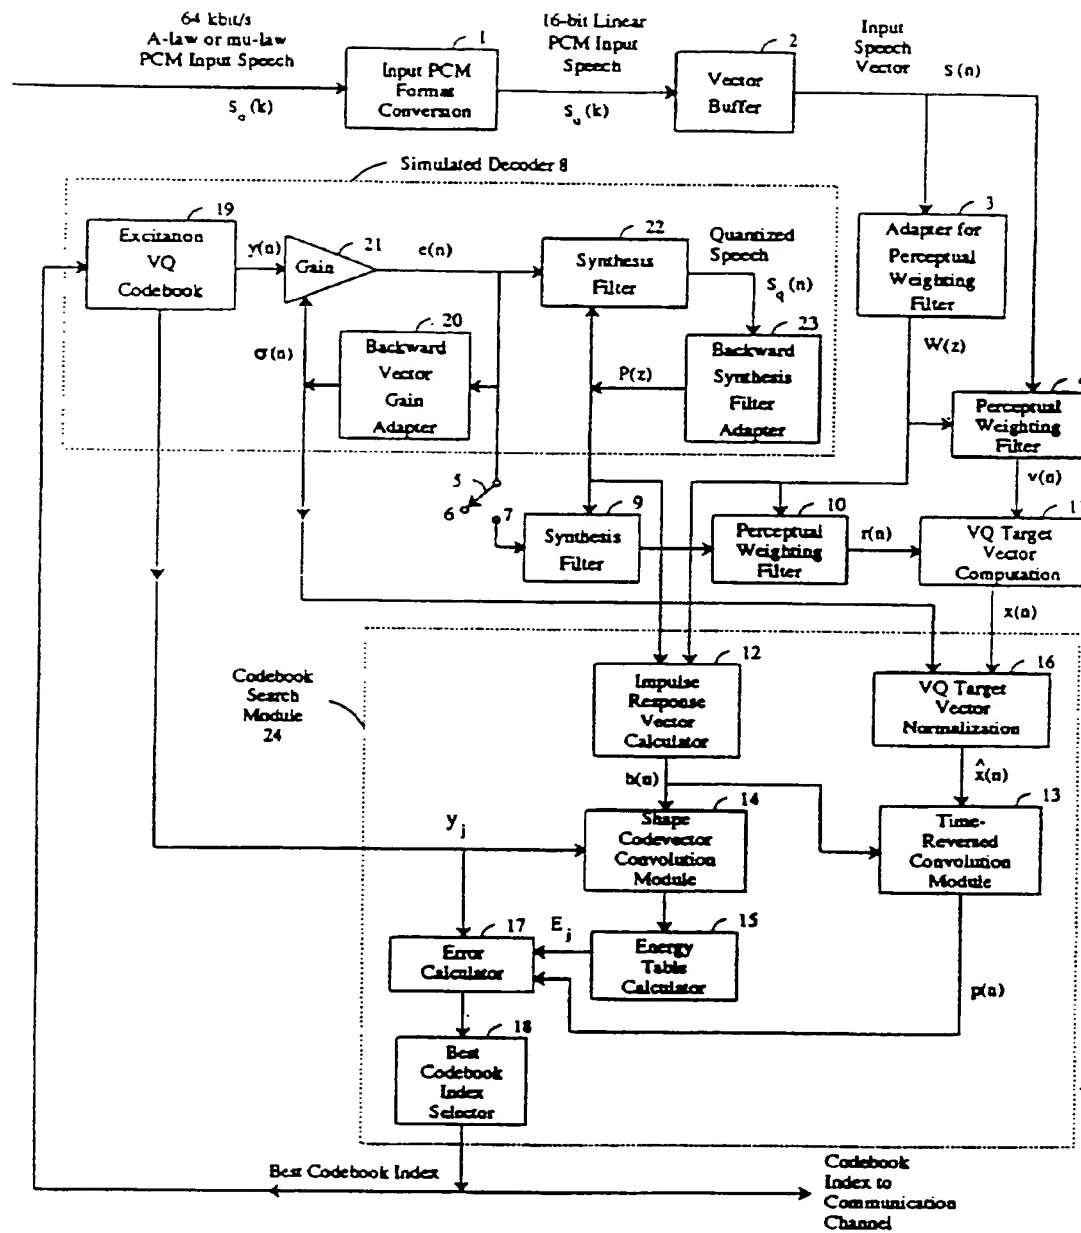 64 kbit/s
A-law or mu-law
PCM Input Speech
S_o (k)
1
Input PCM
Format
Conversion
16-bit Linear
PCM Input
Speech
S_u (k)
2
Vector
Buffer
Input
Speech
Vector
S(n)
Simulated Decoder 8
3
Adapter for
Perceptual
Weighting
Filter
W(z)
19
Excitation
VQ
Codebook
y(n)
21
Gain
e(n)
22
Synthesis
Filter
Quantized
Speech
S_q (n)
σ(n)
20
Backward
Vector
Gain
Adapter
P(z)
23
Backward
Synthesis
Filter
Adapter
Perceptual
Weighting
Filter
v(n)
5
6
7
9
Synthesis
Filter
10
Perceptual
Weighting
Filter
r(n)
VQ Target
Vector
Computation
x(n)
Codebook
Search
Module
24
12
Impulse
Response
Vector
Calculator
h(n)
16
VQ Target
Vector
Normalization
x̂(n)
14
Shape
Codevector
Convolution
Module
13
Time-
Reversed
Convolution
Module
y_j
17
Error
Calculator
E_j
15
Energy
Table
Calculator
p(n)
18
Best
Codebook
Index
Selector
Best Codebook Index
Codebook
Index to
Communication
Channel